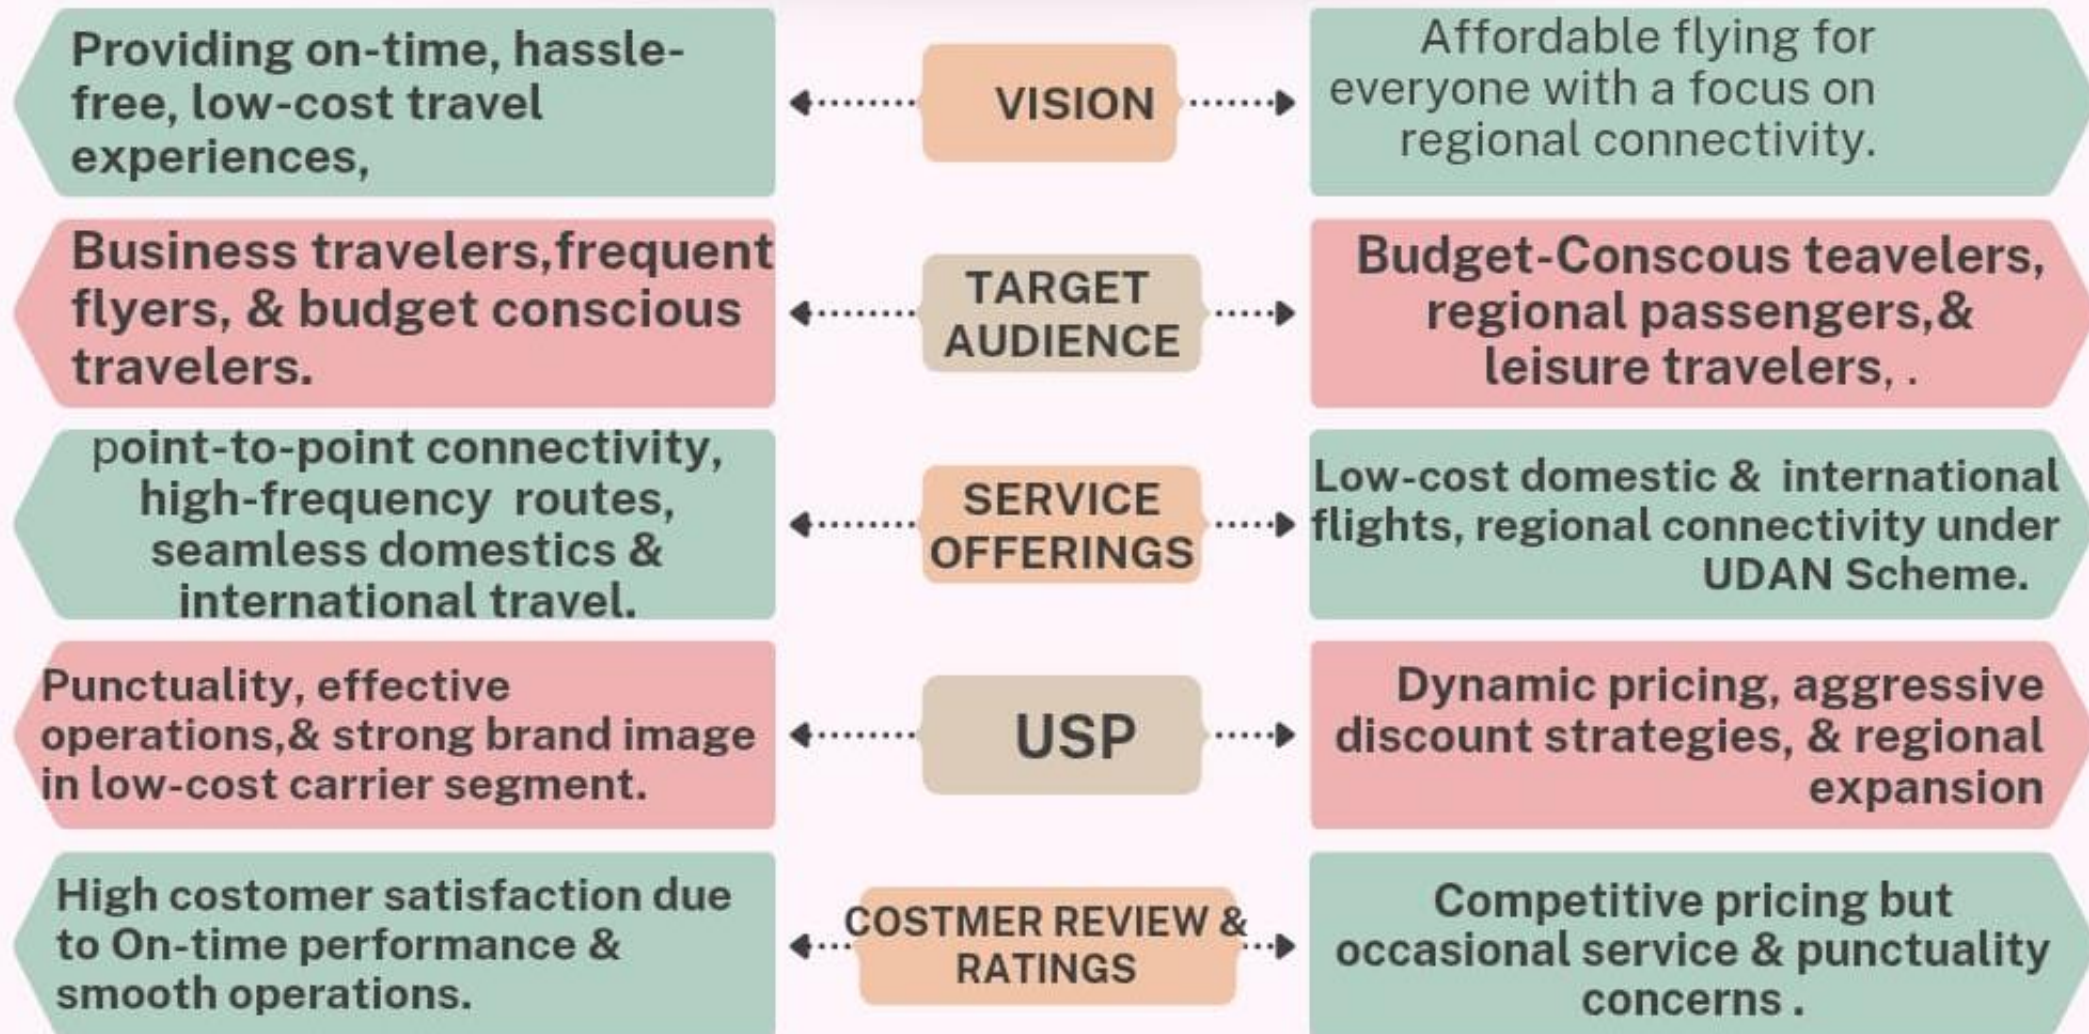 Providing on-time, hassle-
free, low-cost travel
experiences,
VISION
Affordable flying for
everyone with a focus on
regional connectivity.
Business travelers,frequent
flyers, & budget conscious
travelers.
TARGET
AUDIENCE
Budget-Conscous teavelers,
regional passengers,&
leisure travelers, .
point-to-point connectivity,
high-frequency routes,
seamless domestics &
international travel.
SERVICE
OFFERINGS
Low-cost domestic & international
flights, regional connectivity under
UDAN Scheme.
Punctuality, effective
operations,& strong brand image
in low-cost carrier segment.
USP
Dynamic pricing, aggressive
discount strategies, & regional
expansion
High costomer satisfaction due
to On-time performance &
smooth operations.
COSTMER REVIEW &
RATINGS
Competitive pricing but
occasional service & punctuality
concerns .